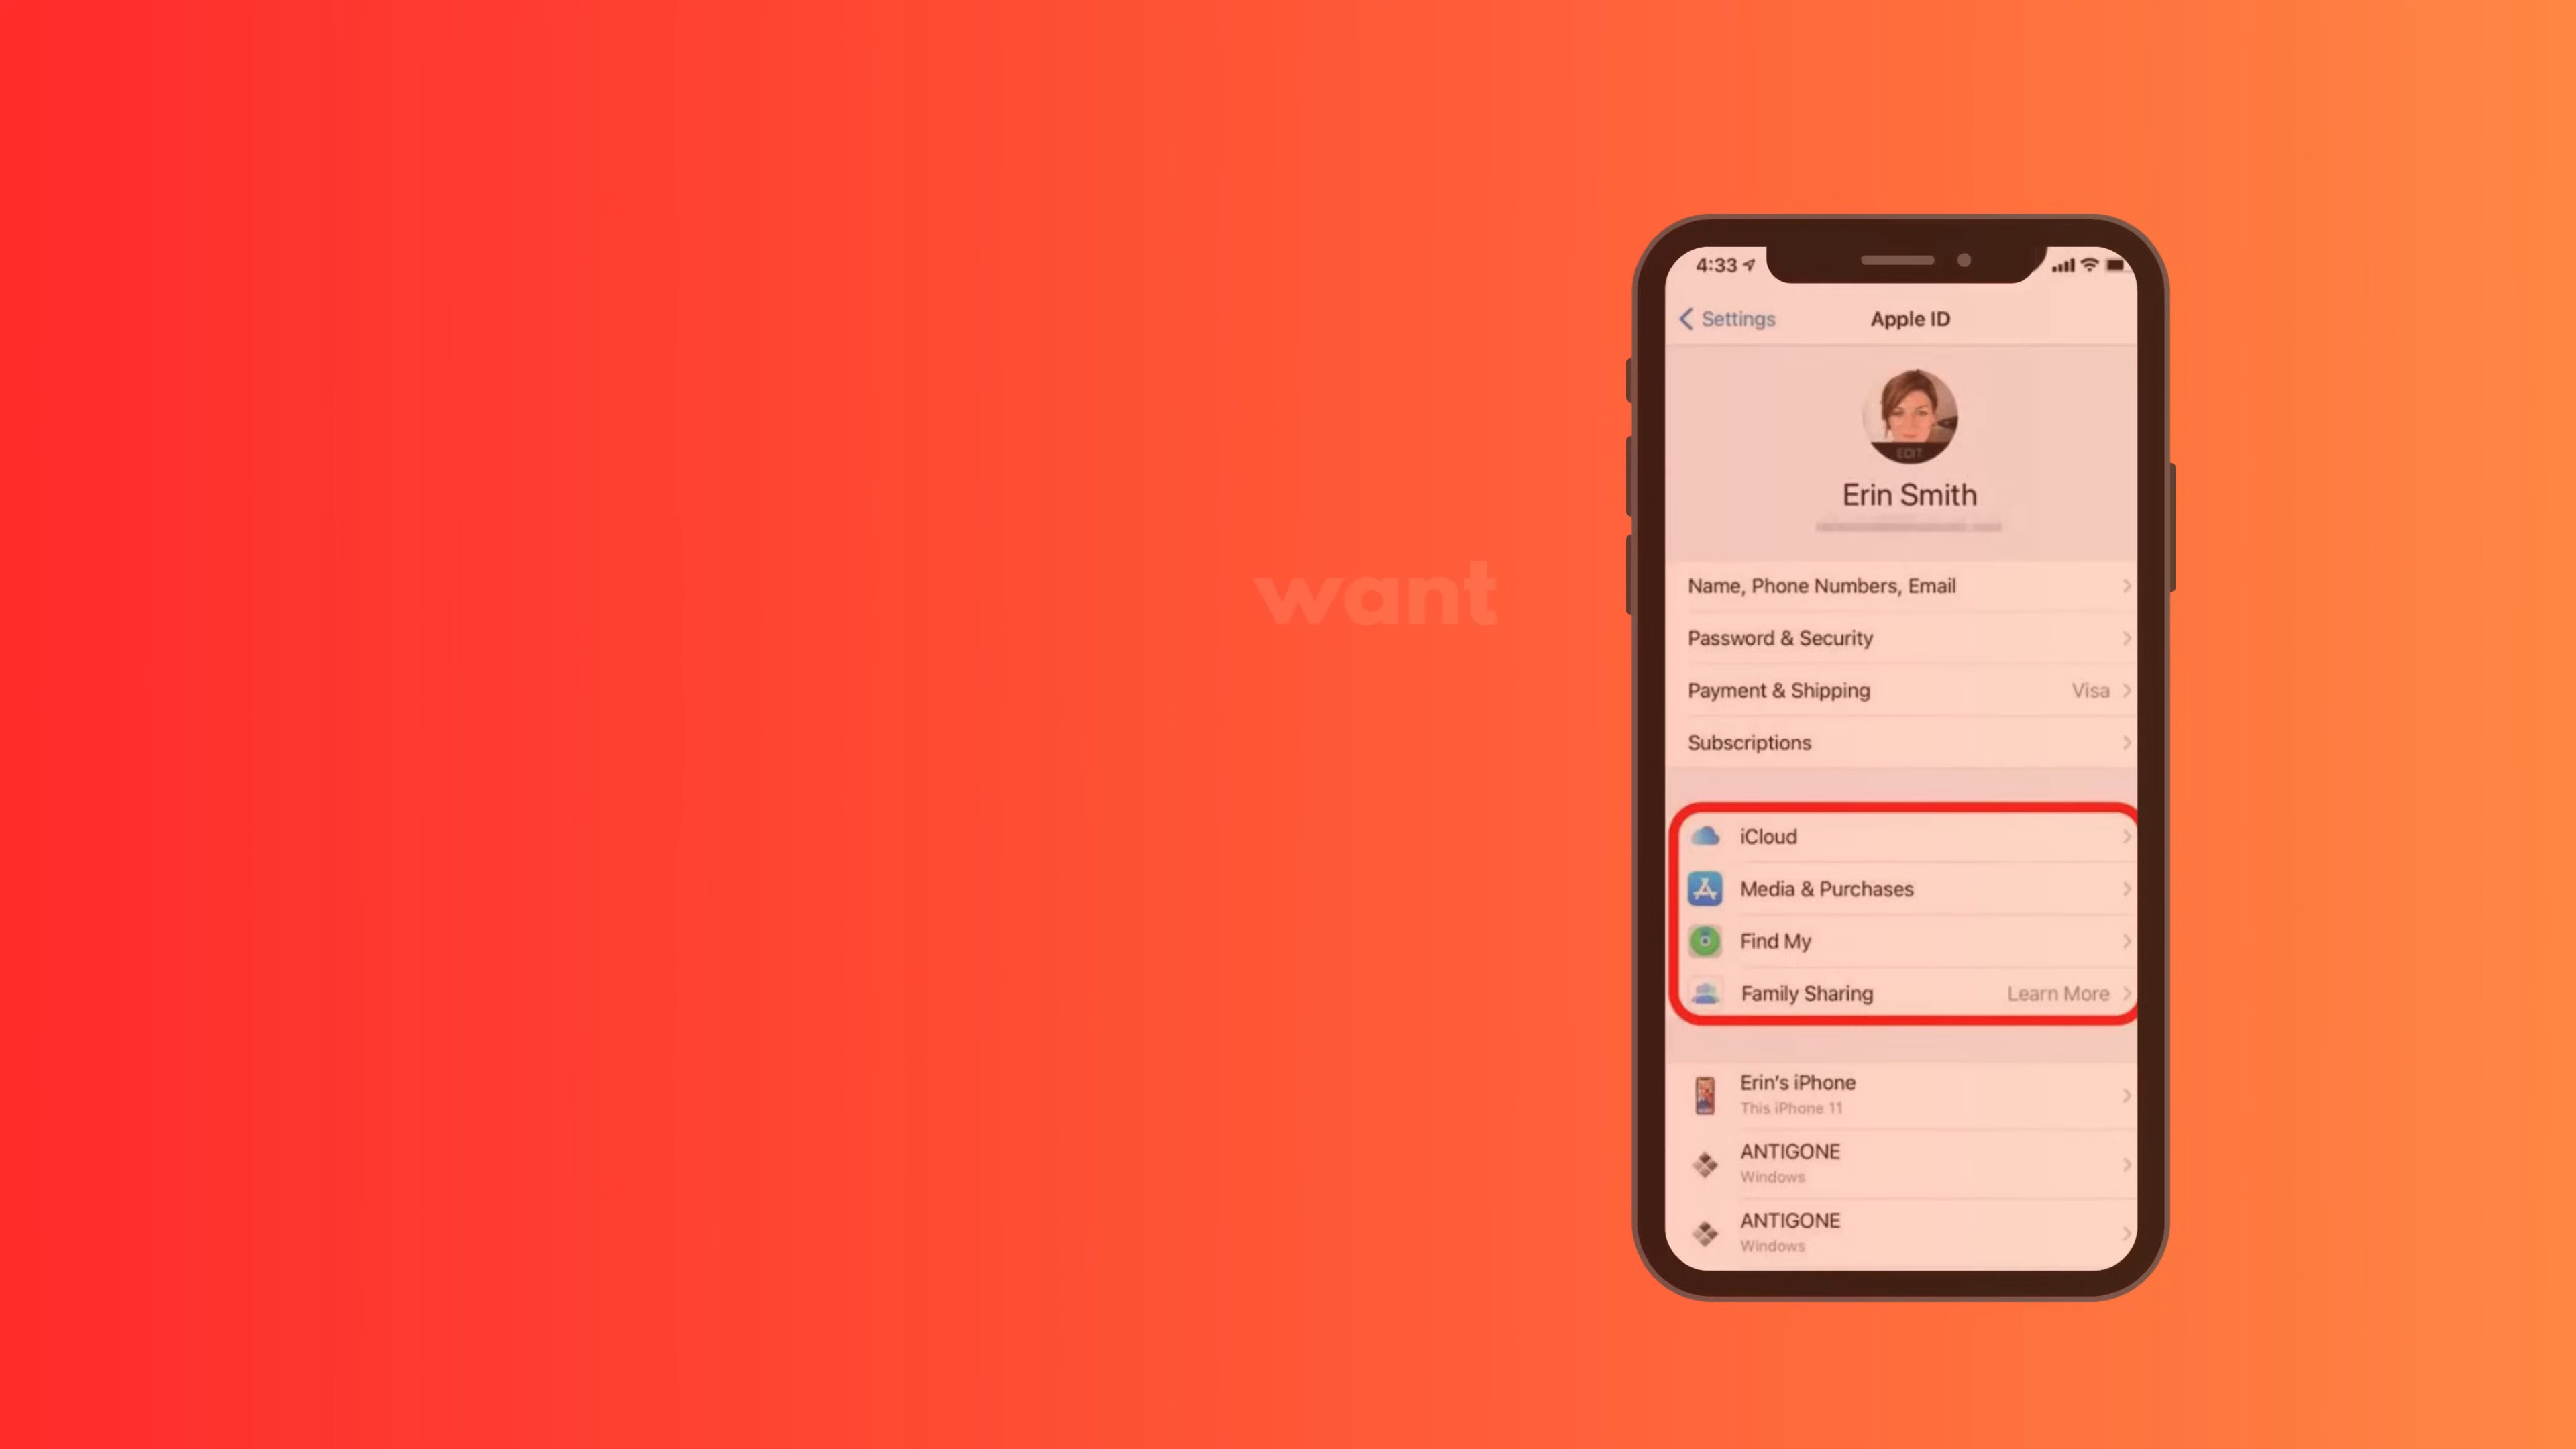 want
4:33
Settings
Apple ID
EDIT
Erin Smith
Name, Phone Numbers, Email
Password & Security
Payment & Shipping Visa
Subscriptions
iCloud
Media & Purchases
Find My
Family Sharing Learn More
Erin's iPhone
This iPhone 11
ANTIGONE
Windows
ANTIGONE
Windows